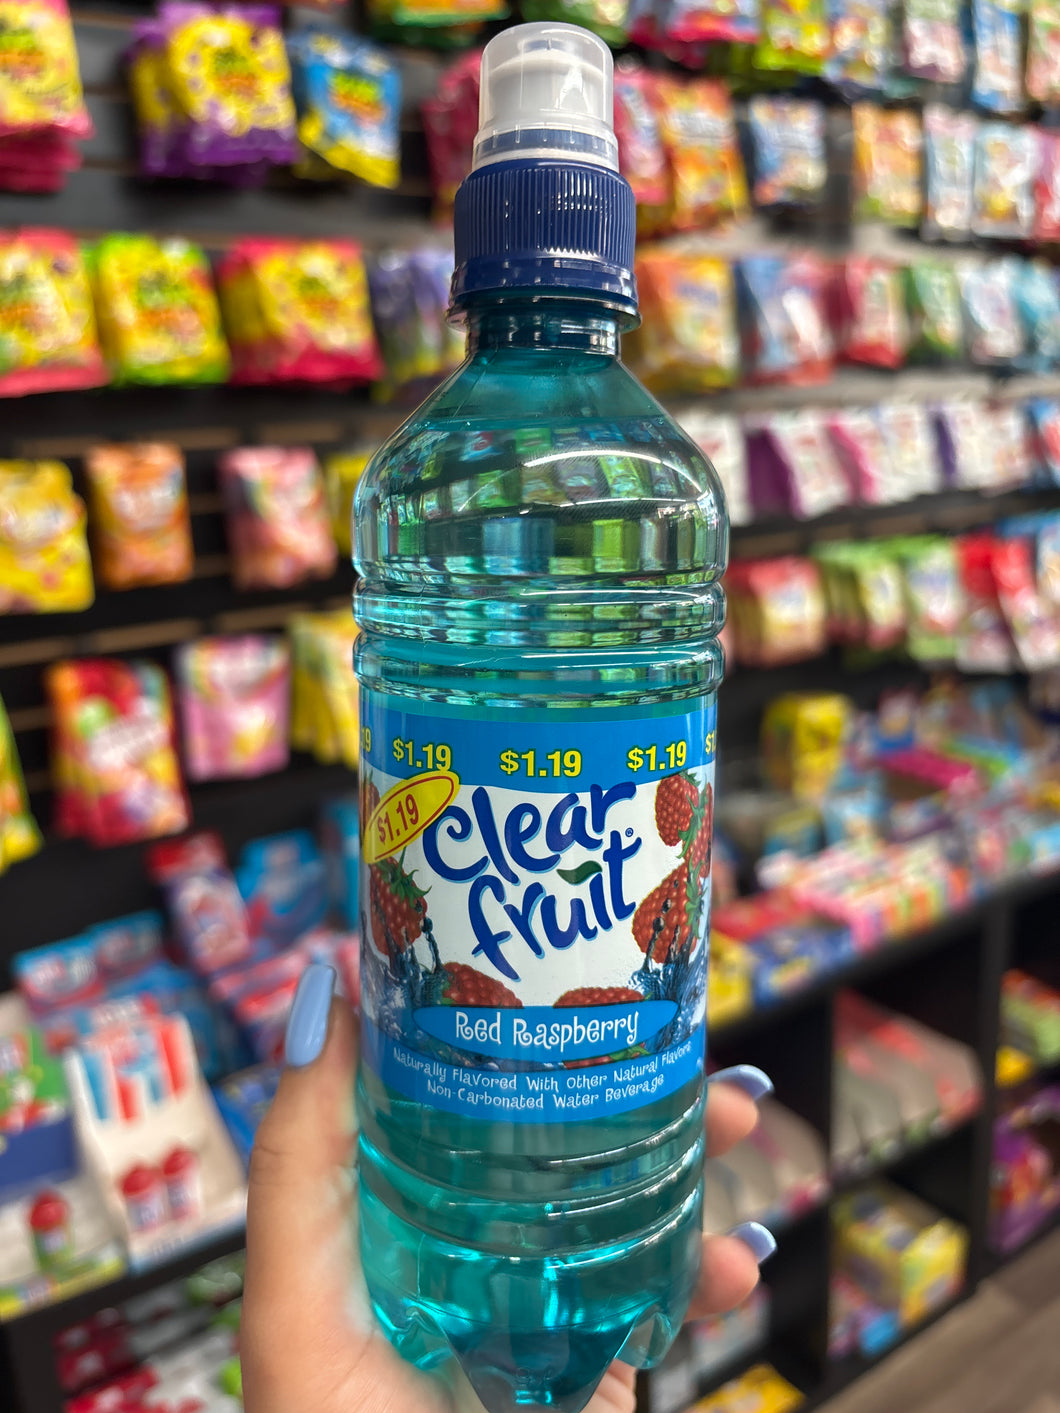 $1.19 $1.19 $1.19
$1.19
clear
fruit®
Red Raspberry
Naturally Flavored With Other Natural Flavors
Non-Carbonated Water Beverage